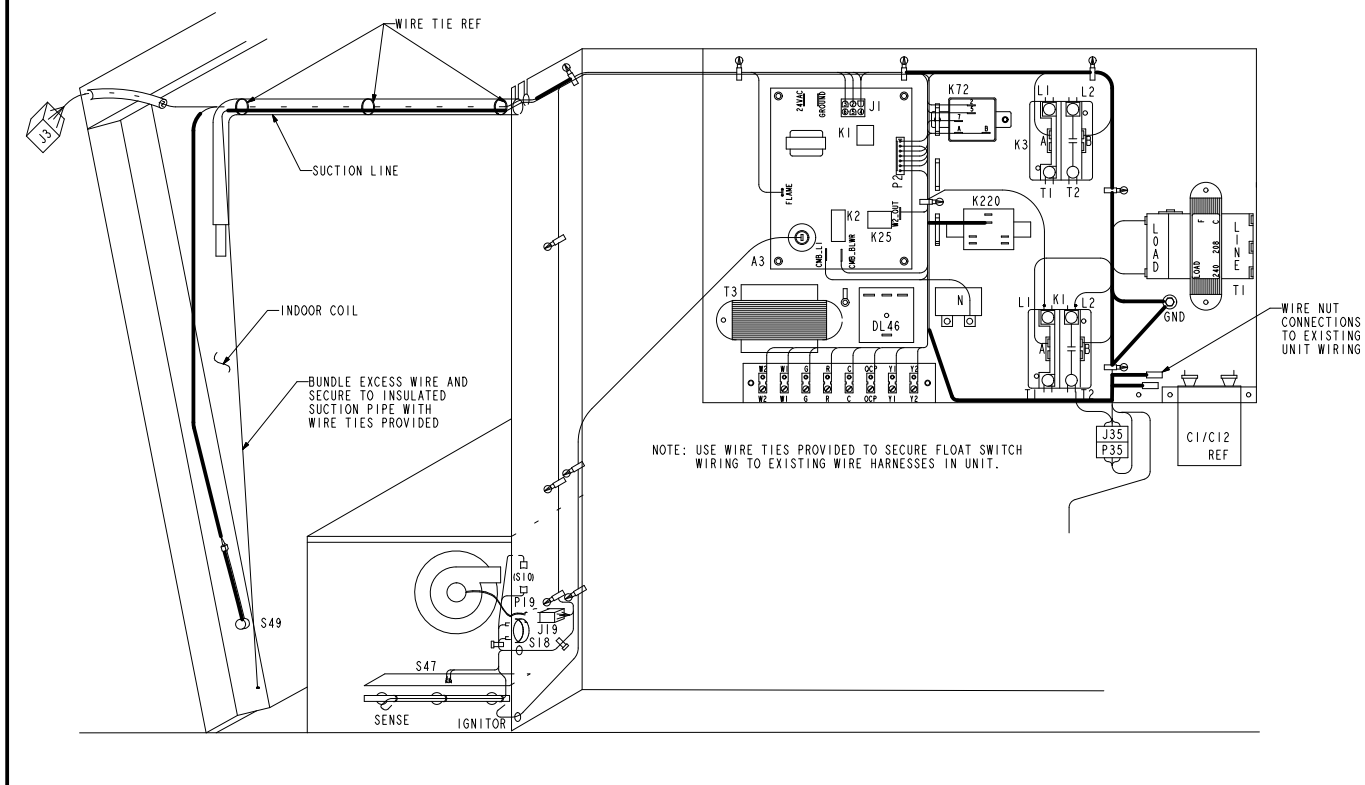 WIRE TIE REF
J3
SUCTION LINE
INDOOR COIL
BUNDLE EXCESS WIRE AND
SECURE TO INSULATED
SUCTION PIPE WITH
WIRE TIES PROVIDED
S49
S47
SENSE
IGNITOR
(S10)
P19
J19
S18
24VAC
GROUND
J1
K1
P2
FLAME
K2
K25
W2_OUT
CMB_LI
CMB_BLWR
A3
K72
7
A
B
K220
N
T3
DL46
W2 W1 G R C OCP Y1 Y2
W2 W1 G R C OCP Y1 Y2
L1 L2
K3
A
T1 T2
L1 K1 L2
A
B
GND
LOAD
LOAD
240 208
F C
LINE
T1
WIRE NUT
CONNECTIONS
TO EXISTING
UNIT WIRING
J35
P35
C1/C12
REF
NOTE: USE WIRE TIES PROVIDED TO SECURE FLOAT SWITCH
WIRING TO EXISTING WIRE HARNESSES IN UNIT.